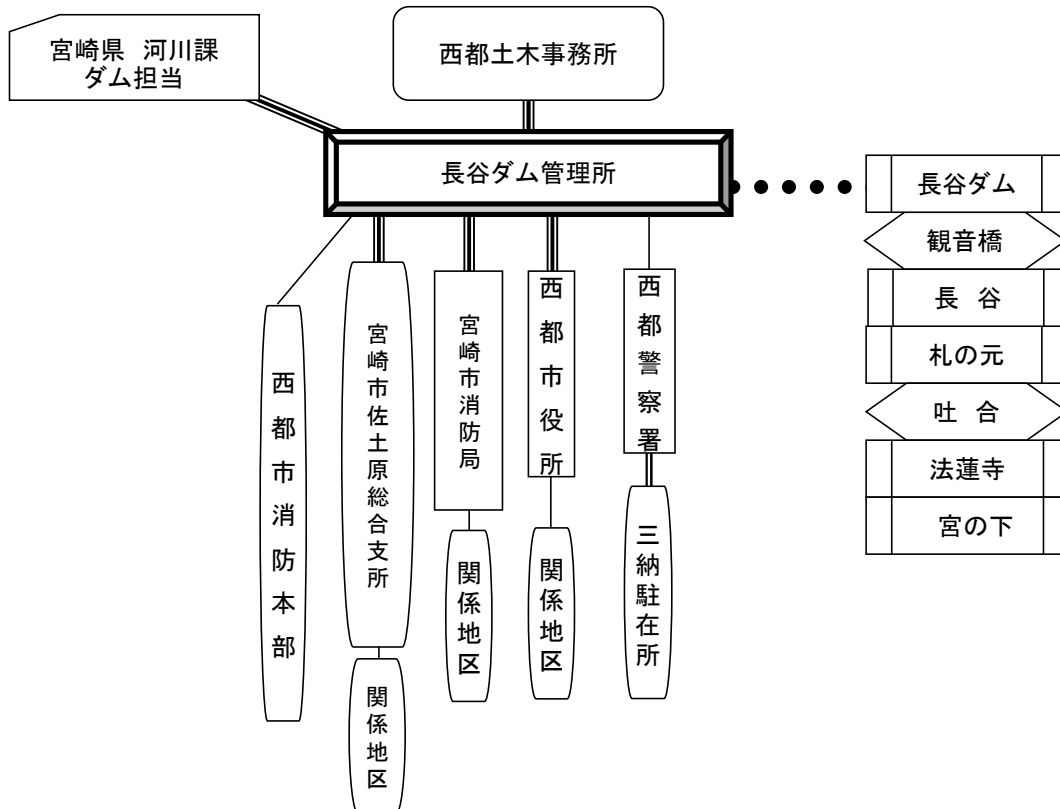 宮崎県 河川課
ダム担当
西都土木事務所
長谷ダム管理所
西都市消防本部
宮崎市佐土原総合支所
関係地区
宮崎市消防局
関係地区
西都市役所
関係地区
西都警察署
三納駐在所
長谷ダム
観音橋
長 谷
札の元
吐 合
法蓮寺
宮の下